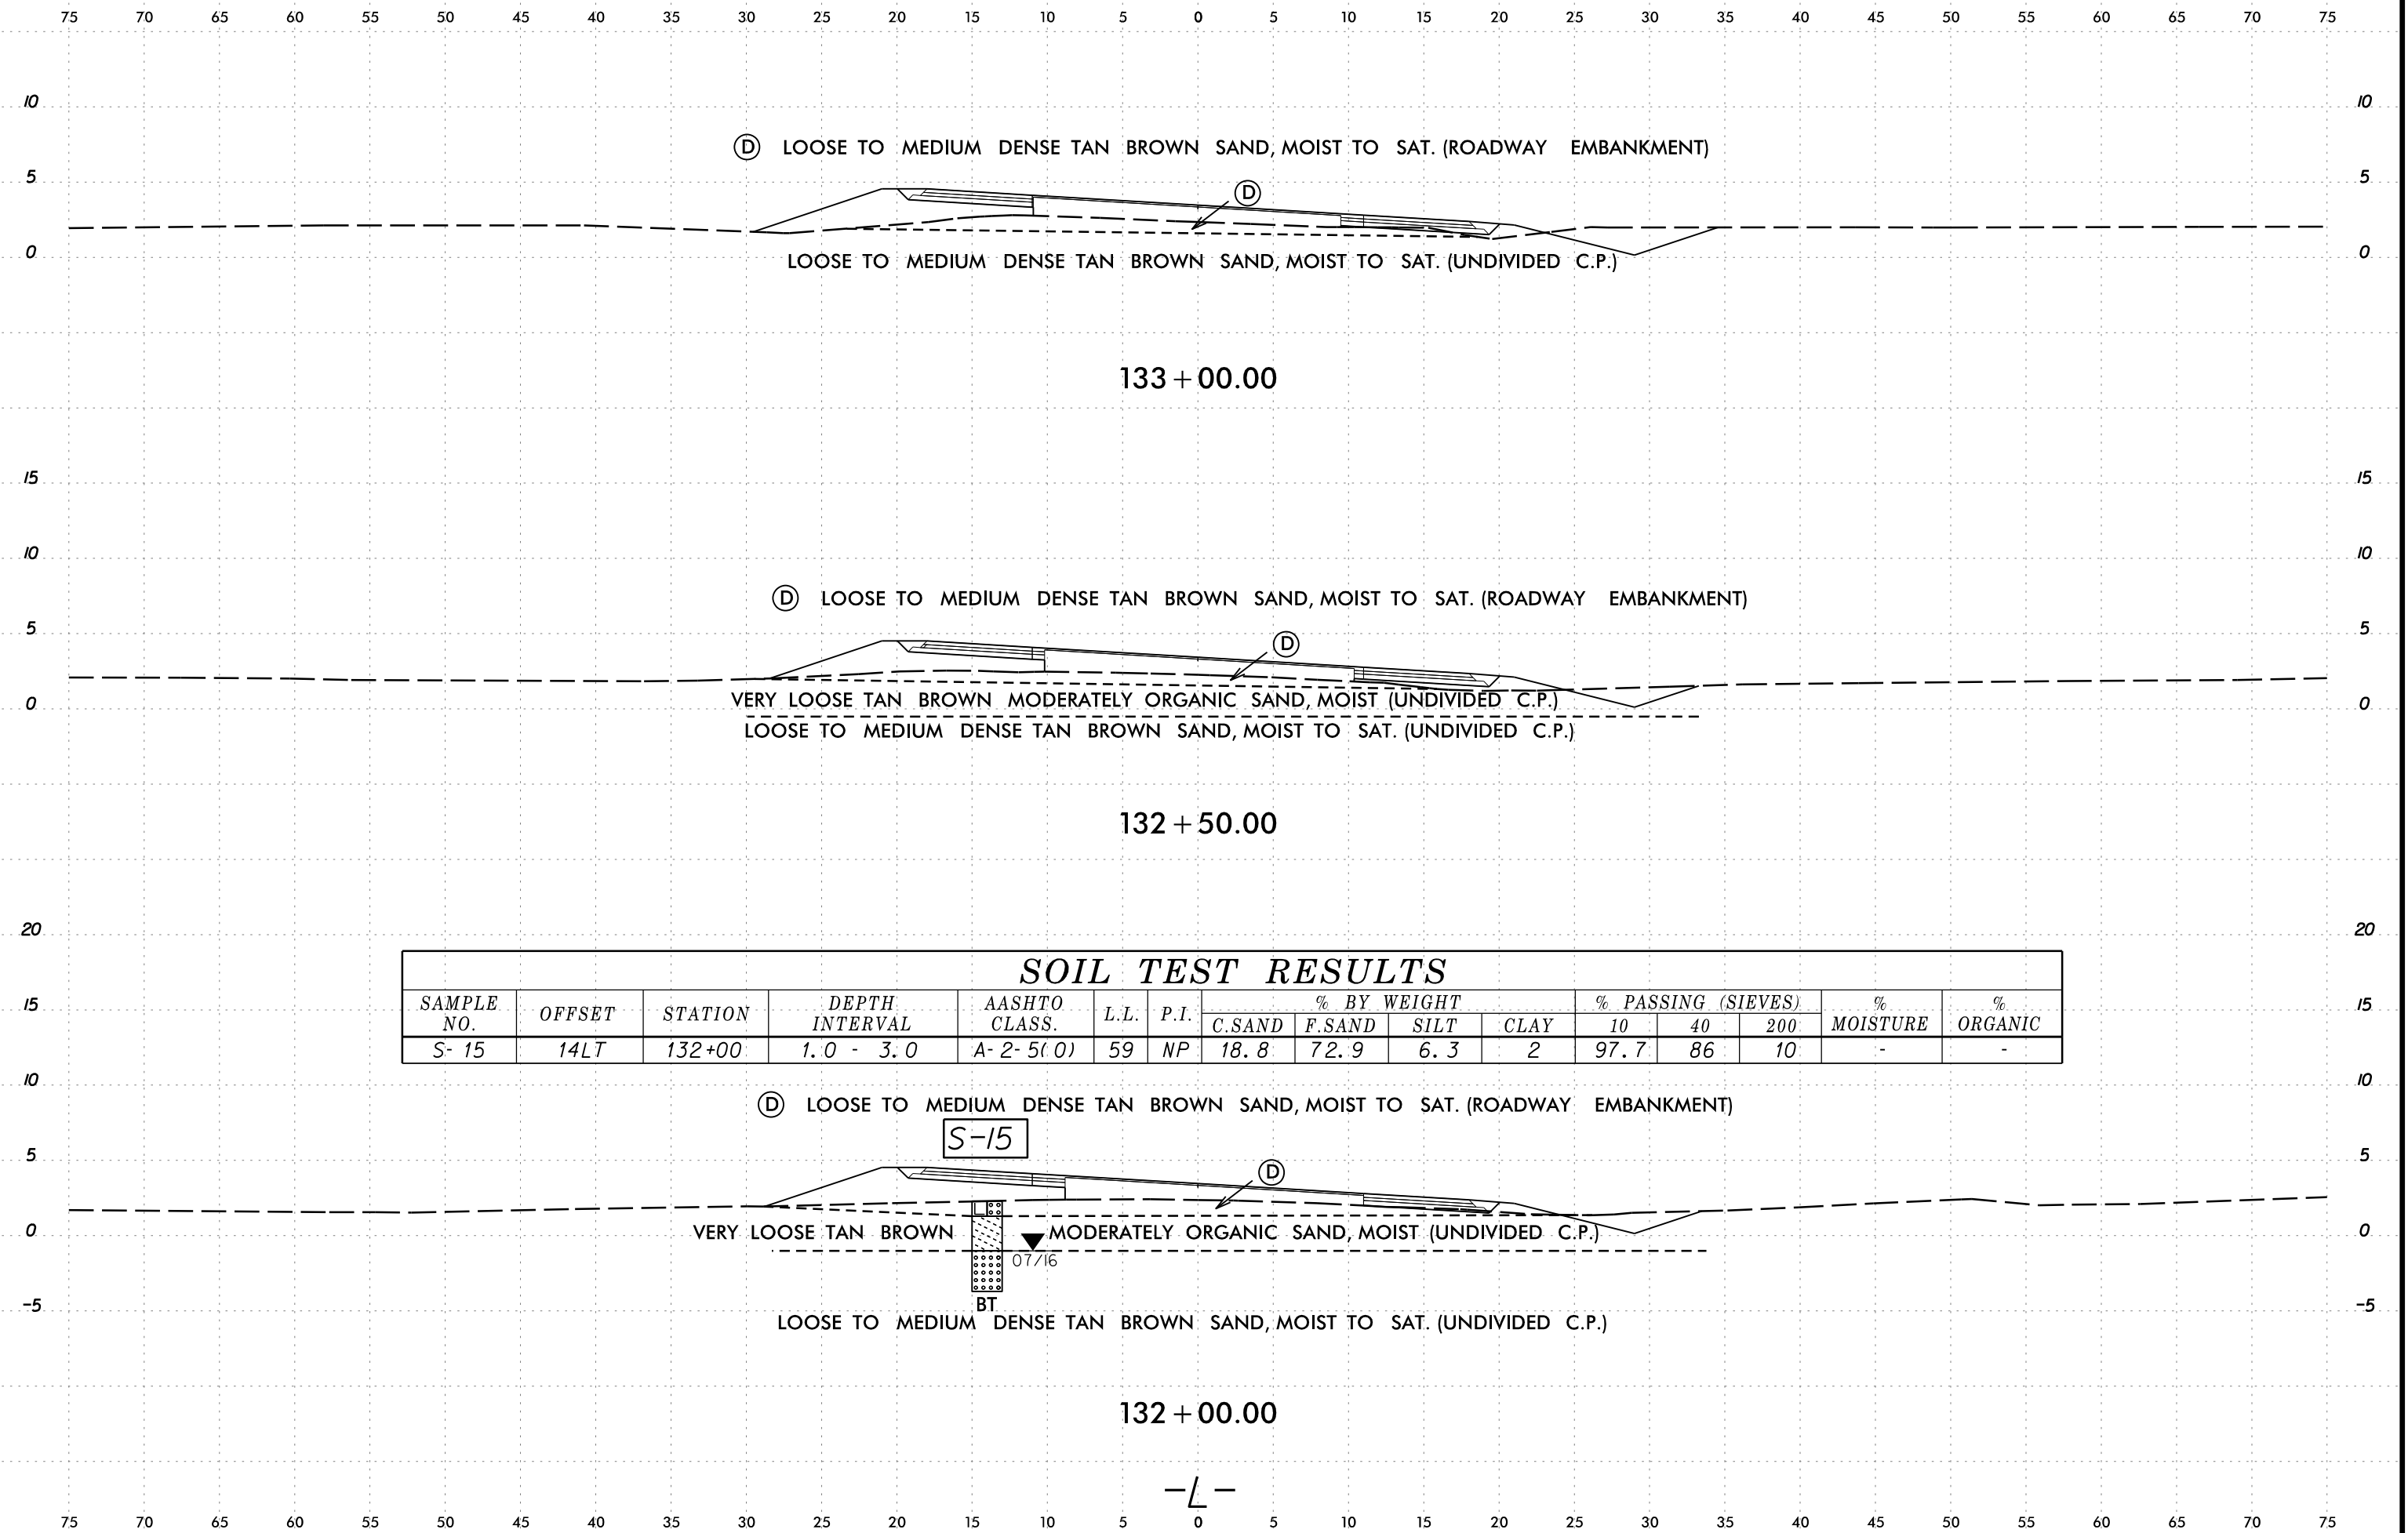 75 70 65 60 55 50 45 40 35 30 25 20 15 10 5 0 5 10 15 20 25 30 35 40 45 50 55 60 65 70 75
10 10
Ⓓ LOOSE TO MEDIUM DENSE TAN BROWN SAND, MOIST TO SAT. (ROADWAY EMBANKMENT)
5 5
Ⓓ
0 0
LOOSE TO MEDIUM DENSE TAN BROWN SAND, MOIST TO SAT. (UNDIVIDED C.P.)
133+00.00
15 15
10 10
Ⓓ LOOSE TO MEDIUM DENSE TAN BROWN SAND, MOIST TO SAT. (ROADWAY EMBANKMENT)
5 5
Ⓓ
VERY LOOSE TAN BROWN MODERATELY ORGANIC SAND, MOIST (UNDIVIDED C.P.)
0 0
LOOSE TO MEDIUM DENSE TAN BROWN SAND, MOIST TO SAT. (UNDIVIDED C.P.)
132+50.00
20 20
SOIL TEST RESULTS
15 15
SAMPLE NO. OFFSET STATION DEPTH INTERVAL AASHTO CLASS. L.L. P.I. % BY WEIGHT % PASSING (SIEVES) % MOISTURE % ORGANIC
C.SAND F.SAND SILT CLAY 10 40 200
S-15 14LT 132+00 1.0 - 3.0 A-2-5(0) 59 NP 18.8 72.9 6.3 2 97.7 86 10 - -
10 10
Ⓓ LOOSE TO MEDIUM DENSE TAN BROWN SAND, MOIST TO SAT. (ROADWAY EMBANKMENT)
S-15
5 5
Ⓓ
0 0
VERY LOOSE TAN BROWN MODERATELY ORGANIC SAND, MOIST (UNDIVIDED C.P.)
07/16
-5 -5
BT
LOOSE TO MEDIUM DENSE TAN BROWN SAND, MOIST TO SAT. (UNDIVIDED C.P.)
132+00.00
-L-
75 70 65 60 55 50 45 40 35 30 25 20 15 10 5 0 5 10 15 20 25 30 35 40 45 50 55 60 65 70 75